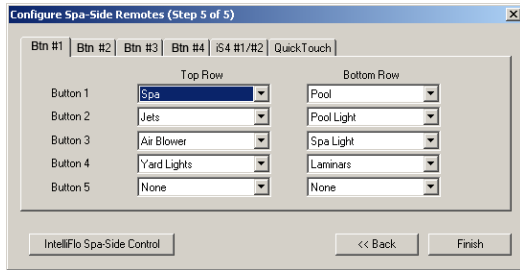 Configure Spa-Side Remotes (Step 5 of 5)
Btn #1 Btn #2 Btn #3 Btn #4 iS4 #1/#2 QuickTouch
Top Row Bottom Row
Button 1 Spa Pool
Button 2 Jets Pool Light
Button 3 Air Blower Spa Light
Button 4 Yard Lights Laminars
Button 5 None None
IntelliFlo Spa-Side Control << Back Finish